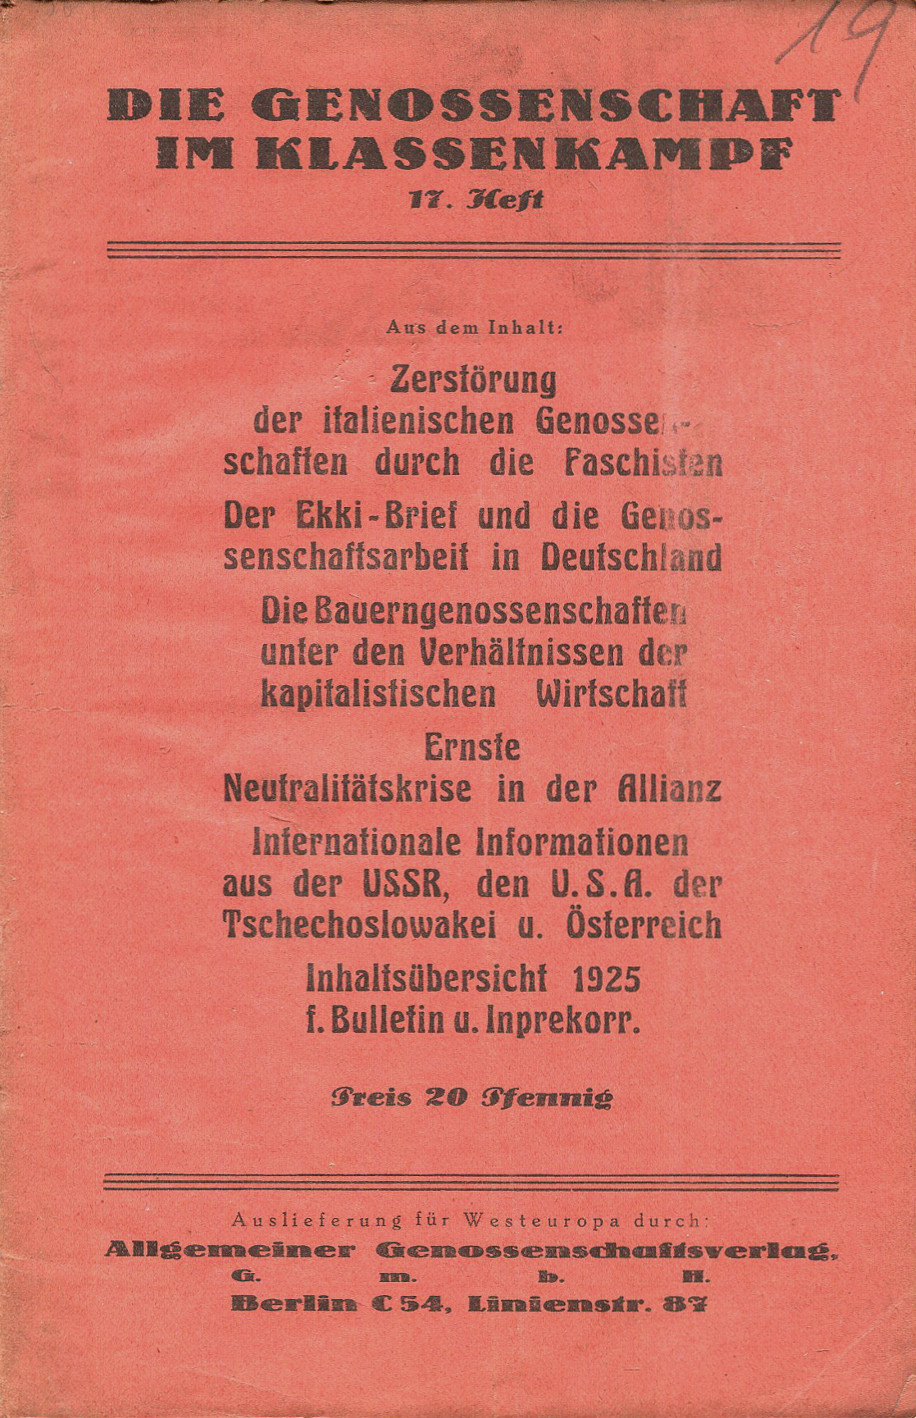 19
DIE GENOSSENSCHAFT
IM KLASSENKAMPF
17. Heft
Aus dem Inhalt:
Zerstörung
der italienischen Genossen-
schaften durch die Faschisten
Der Ekki-Brief und die Genos-
senschaftsarbeit in Deutschland
Die Bauerngenossenschaften
unter den Verhältnissen der
kapitalistischen Wirtschaft
Ernste
Neutralitätskrise in der Allianz
Internationale Informationen
aus der USSR, den U.S.A. der
Tschechoslowakei u. Österreich
Inhaltsübersicht 1925
f. Bulletin u. Inprekorr.
Preis 20 Pfennig
Auslieferung für Westeuropa durch:
Allgemeiner Genossenschaftsverlag,
G. m. b. H.
Berlin C 54, Linienstr. 87